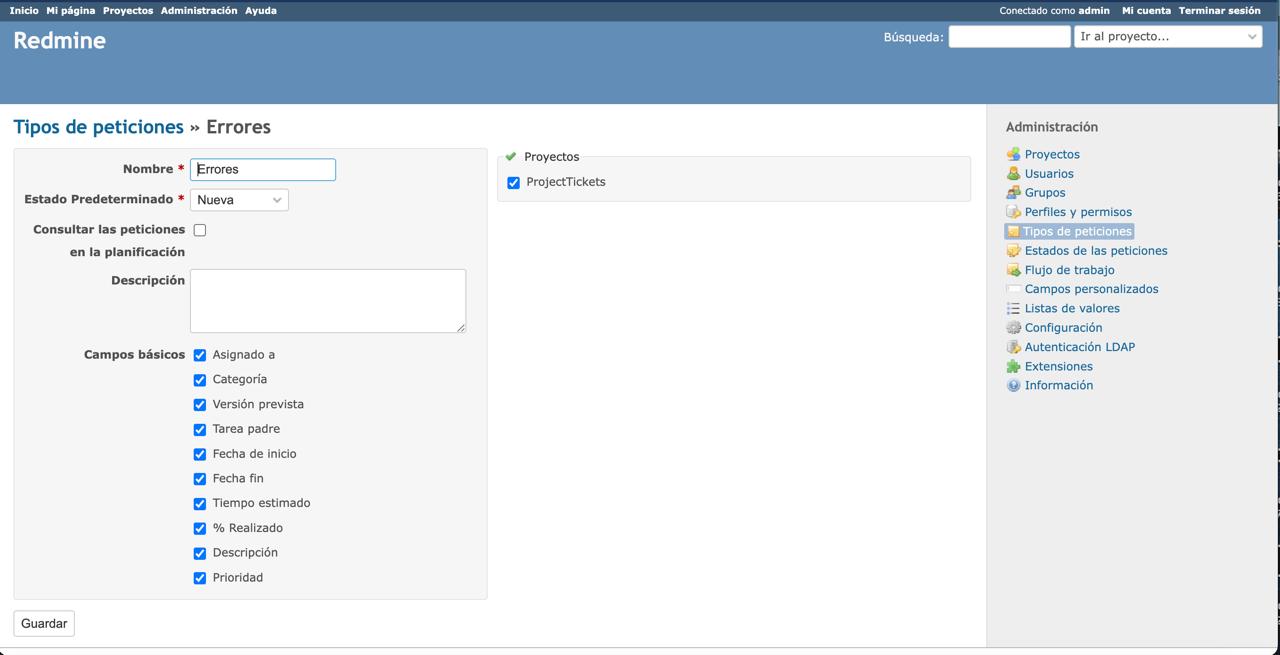 Inicio Mi página Proyectos Administración Ayuda
Conectado como admin Mi cuenta Terminar sesión
Redmine
Búsqueda: Ir al proyecto...
Tipos de peticiones » Errores
Nombre * Errores
Estado Predeterminado * Nueva
Consultar las peticiones
en la planificación
Descripción
Campos básicos Asignado a
Categoría
Versión prevista
Tarea padre
Fecha de inicio
Fecha fin
Tiempo estimado
% Realizado
Descripción
Prioridad
Guardar
Proyectos
ProjectTickets
Administración
Proyectos
Usuarios
Grupos
Perfiles y permisos
Tipos de peticiones
Estados de las peticiones
Flujo de trabajo
Campos personalizados
Listas de valores
Configuración
Autenticación LDAP
Extensiones
Información